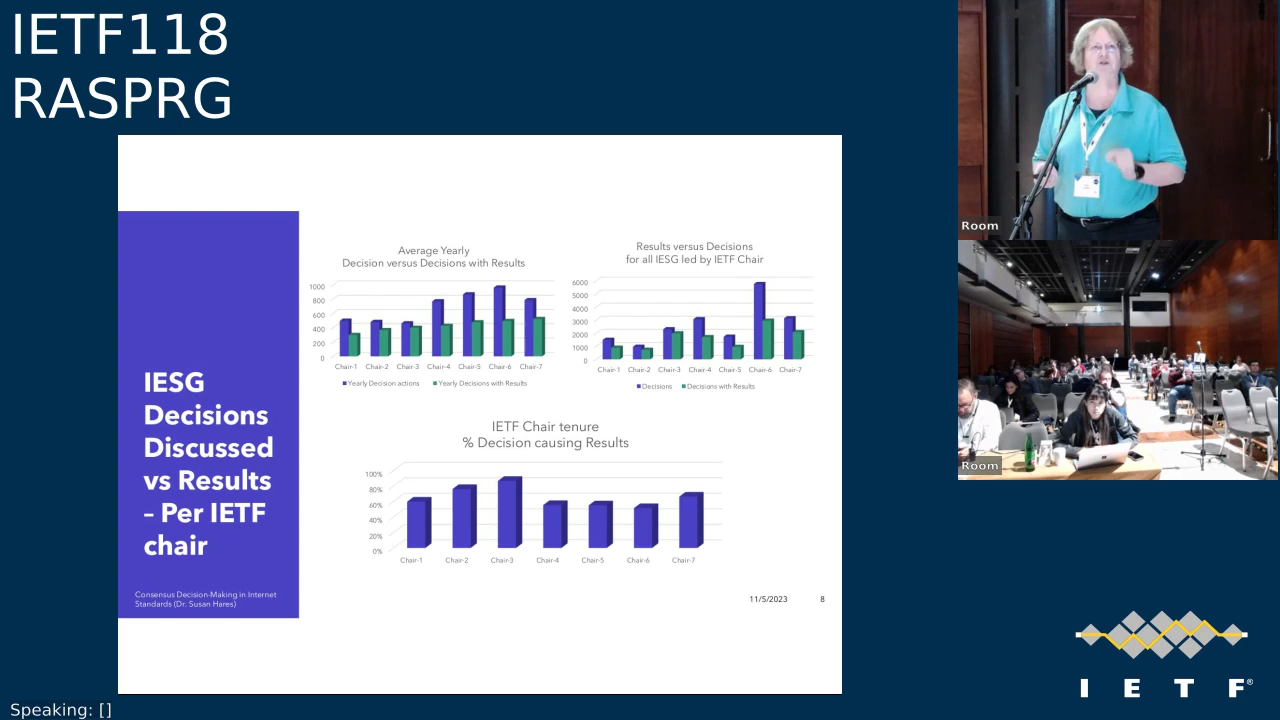 IETF118
RASPRG
IESG
Decisions
Discussed
vs Results
– Per IETF
chair
Consensus Decision-Making in Internet
Standards (Dr. Susan Hares)
Average Yearly
Decision versus Decisions with Results
1000
800
600
400
200
0
Chair-1 Chair-2 Chair-3 Chair-4 Chair-5 Chair-6 Chair-7
Yearly Decision actions Yearly Decisions with Results
Results versus Decisions
for all IESG led by IETF Chair
6000
5000
4000
3000
2000
1000
0
Chair-1 Chair-2 Chair-3 Chair-4 Chair-5 Chair-6 Chair-7
Decisions Decisions with Results
IETF Chair tenure
% Decision causing Results
100%
80%
60%
40%
20%
0%
Chair-1 Chair-2 Chair-3 Chair-4 Chair-5 Chair-6 Chair-7
11/5/2023 8
Room
Room
I E T F®
Speaking: []